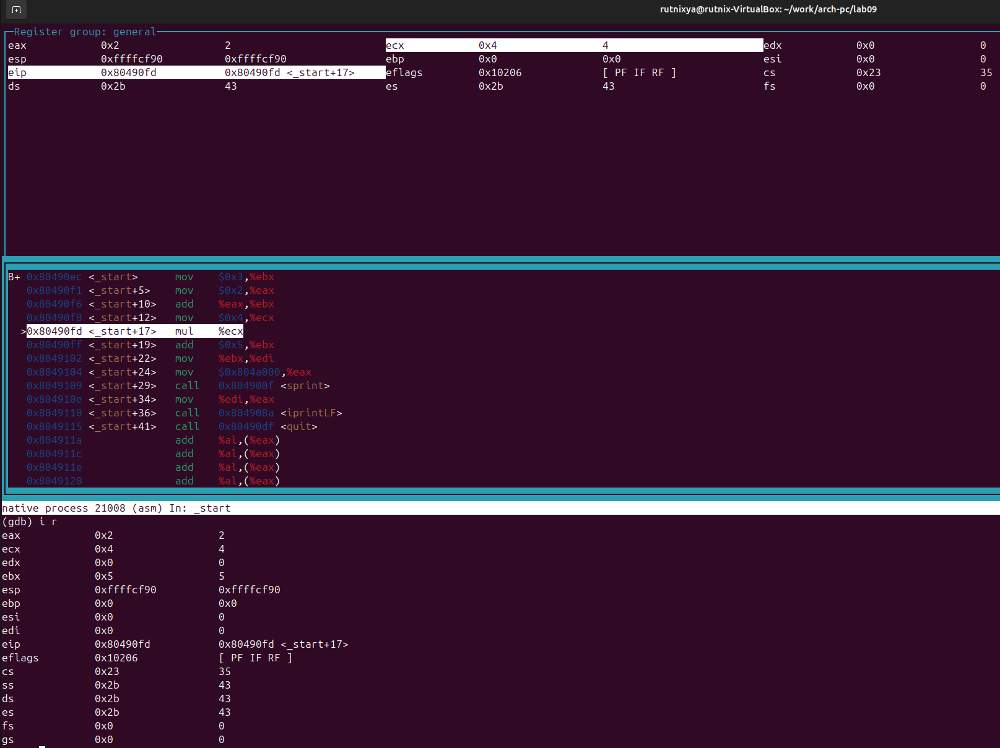 rutnixya@rutnix-VirtualBox: ~/work/arch-pc/lab09
Register group: general
eax 0x2 2 ecx 0x4 4 edx 0x0 0
esp 0xffffcf90 0xffffcf90 ebp 0x0 0x0 esi 0x0 0
eip 0x80490fd 0x80490fd <_start+17> eflags 0x10206 [ PF IF RF ] cs 0x23 35
ds 0x2b 43 es 0x2b 43 fs 0x0 0
B+ 0x80490ec <_start> mov $0x3,%ebx
0x80490f1 <_start+5> mov $0x2,%eax
0x80490f6 <_start+10> add %eax,%ebx
0x80490f8 <_start+12> mov $0x4,%ecx
>0x80490fd <_start+17> mul %ecx
0x80490ff <_start+19> add $0x5,%ebx
0x8049102 <_start+22> mov %ebx,%edi
0x8049104 <_start+24> mov $0x804a000,%eax
0x8049109 <_start+29> call 0x804900f <sprint>
0x804910e <_start+34> mov %edi,%eax
0x8049110 <_start+36> call 0x804908a <iprintLF>
0x8049115 <_start+41> call 0x80490df <quit>
0x804911a add %al,(%eax)
0x804911c add %al,(%eax)
0x804911e add %al,(%eax)
0x8049120 add %al,(%eax)
native process 21008 (asm) In: _start
(gdb) i r
eax 0x2 2
ecx 0x4 4
edx 0x0 0
ebx 0x5 5
esp 0xffffcf90 0xffffcf90
ebp 0x0 0x0
esi 0x0 0
edi 0x0 0
eip 0x80490fd 0x80490fd <_start+17>
eflags 0x10206 [ PF IF RF ]
cs 0x23 35
ss 0x2b 43
ds 0x2b 43
es 0x2b 43
fs 0x0 0
gs 0x0 0